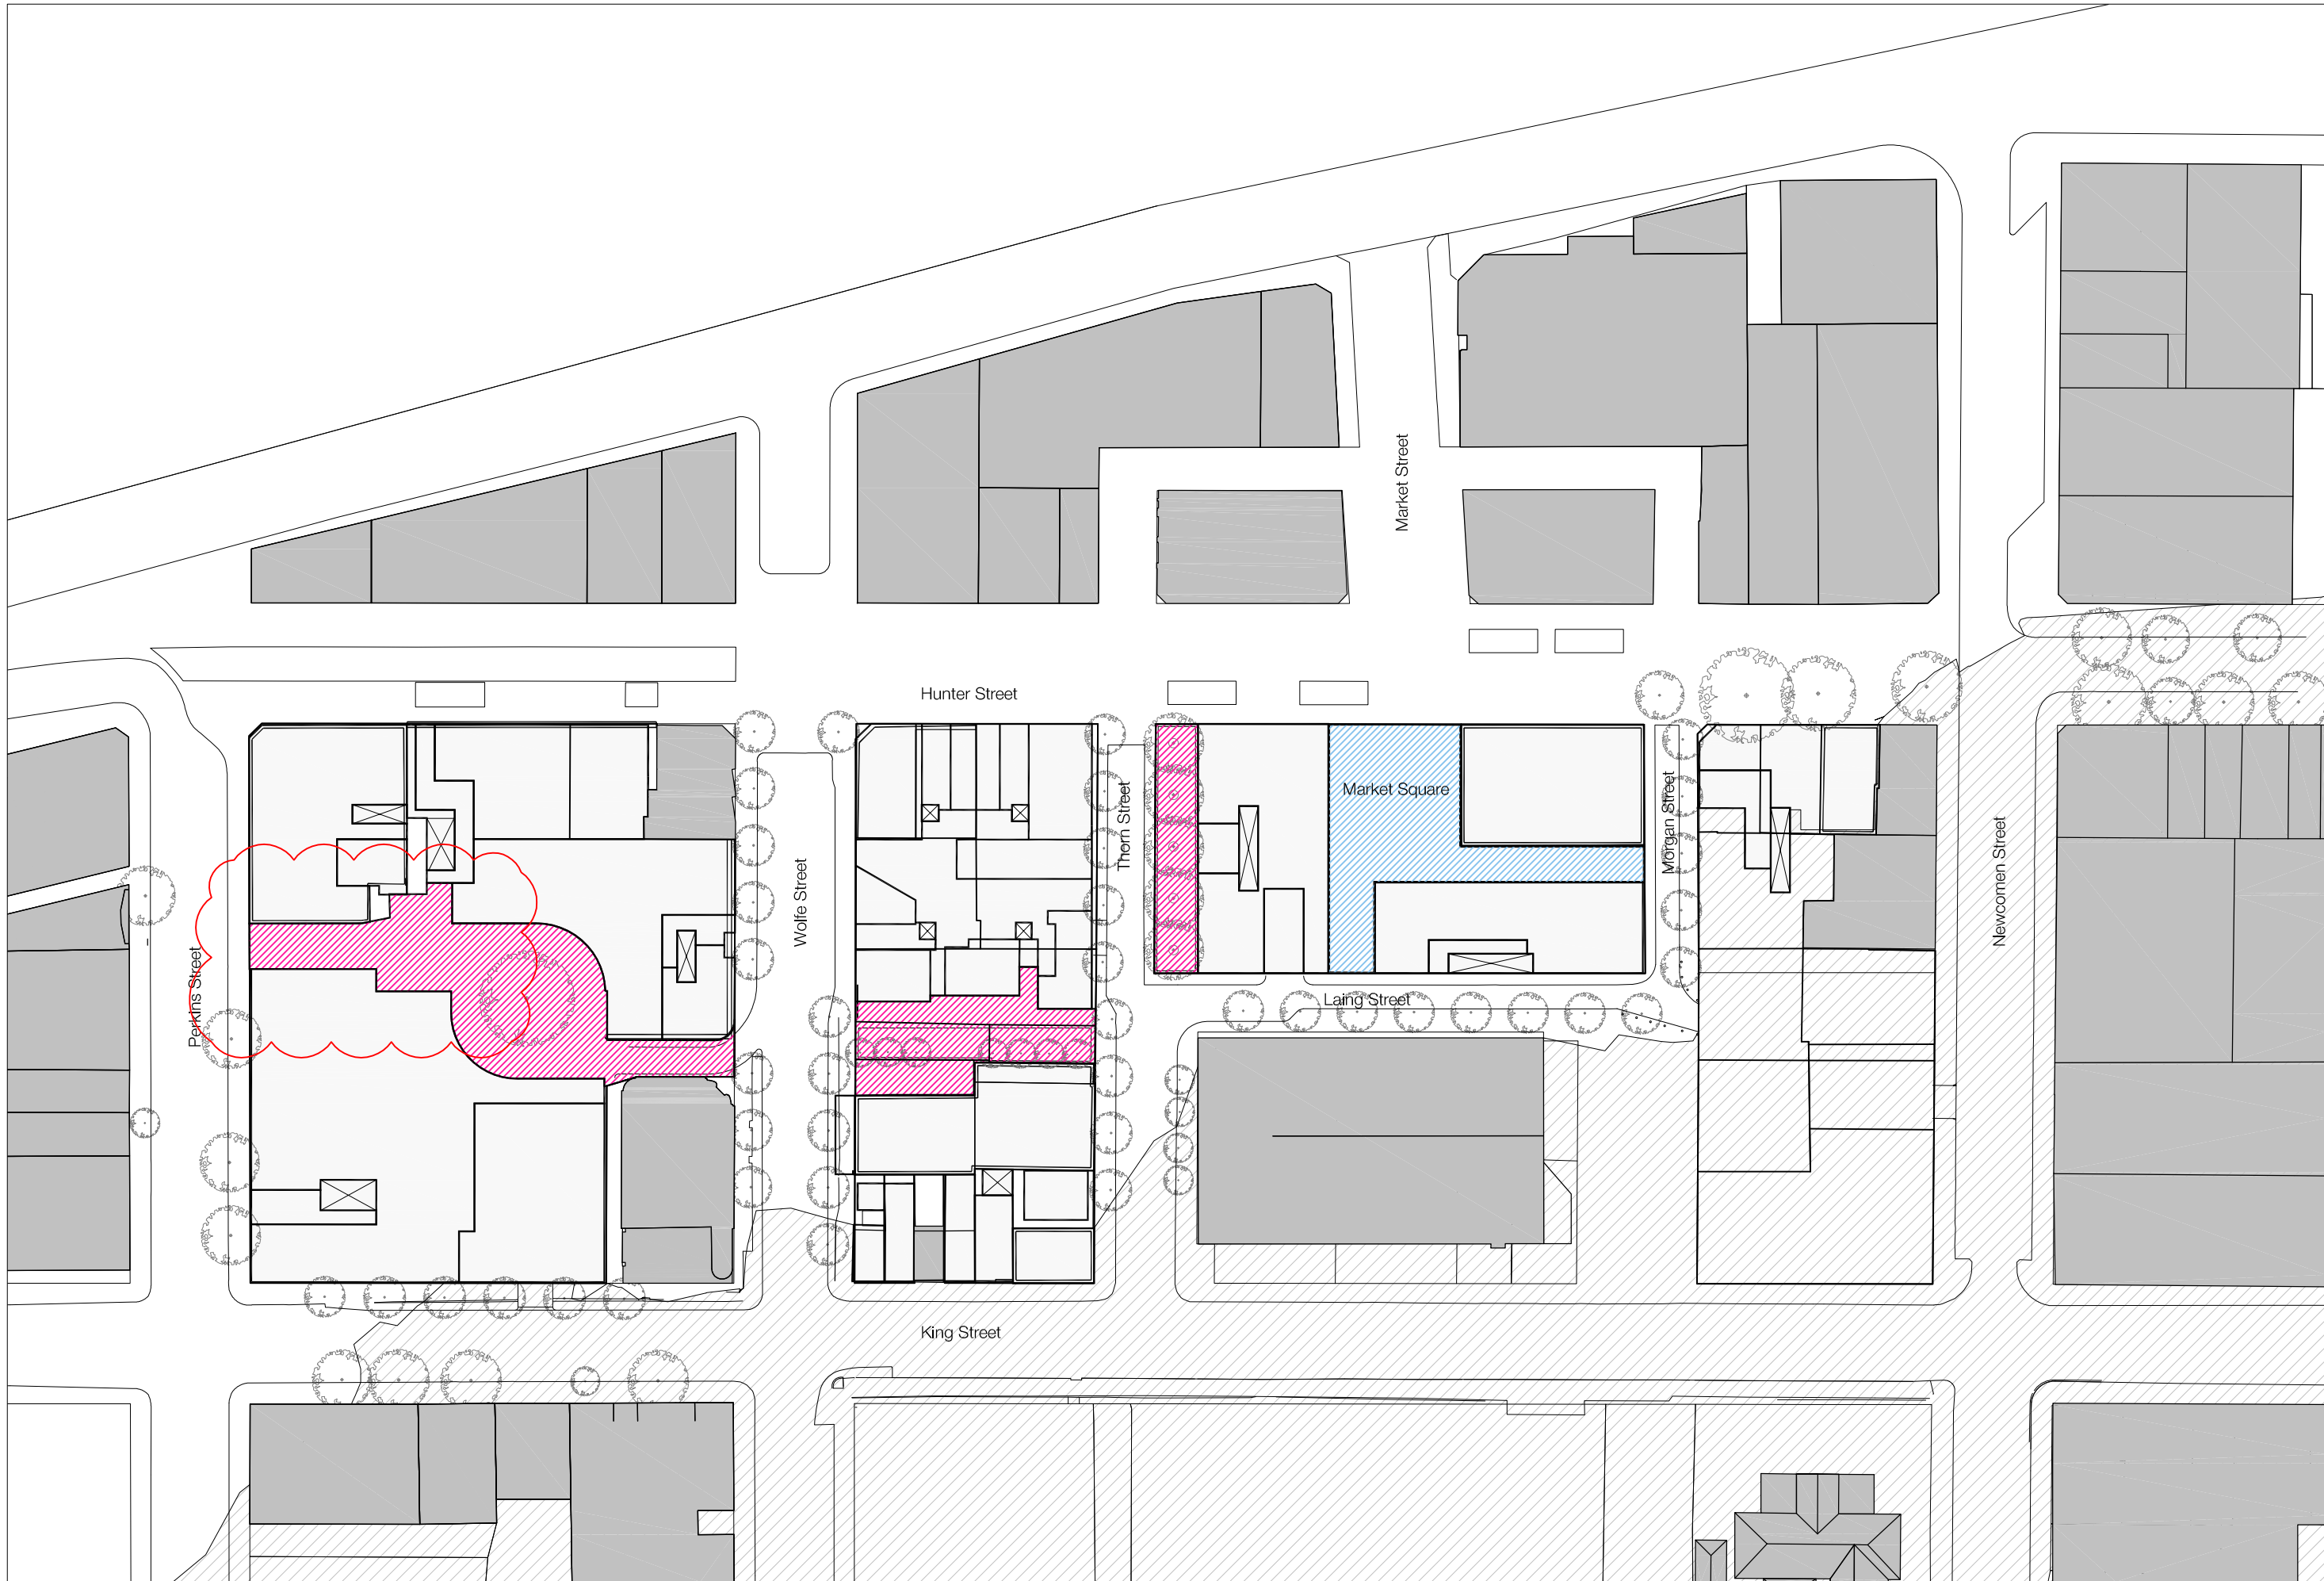 Market Street
Hunter Street
Market Square
Thorn Street
Morgan Street
Wolfe Street
Newcomen Street
Perkins Street
Laing Street
King Street